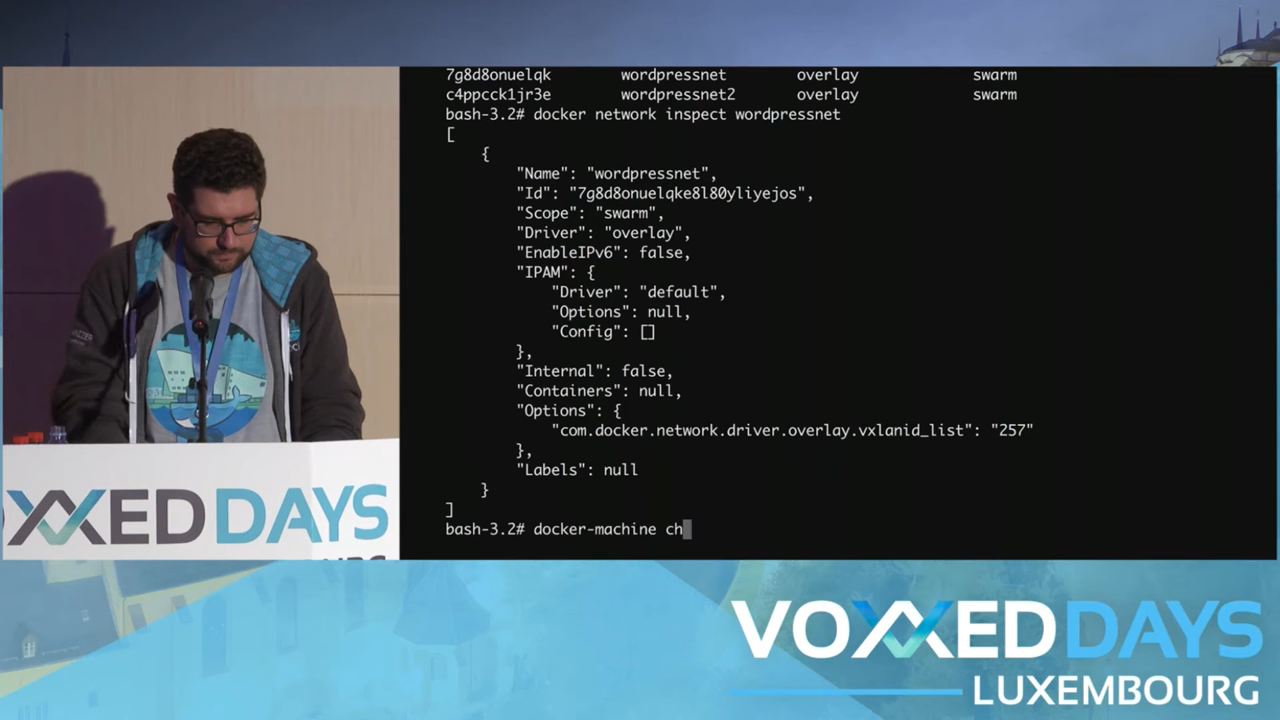 7g8d8onuelqk wordpressnet overlay swarm
c4ppcck1jr3e wordpressnet2 overlay swarm
bash-3.2# docker network inspect wordpressnet
[
{
"Name": "wordpressnet",
"Id": "7g8d8onuelqke8l80yliyejos",
"Scope": "swarm",
"Driver": "overlay",
"EnableIPv6": false,
"IPAM": {
"Driver": "default",
"Options": null,
"Config": []
},
"Internal": false,
"Containers": null,
"Options": {
"com.docker.network.driver.overlay.vxlanid_list": "257"
},
"Labels": null
}
]
bash-3.2# docker-machine ch
VOXXED DAYS
VOXXED DAYS
LUXEMBOURG